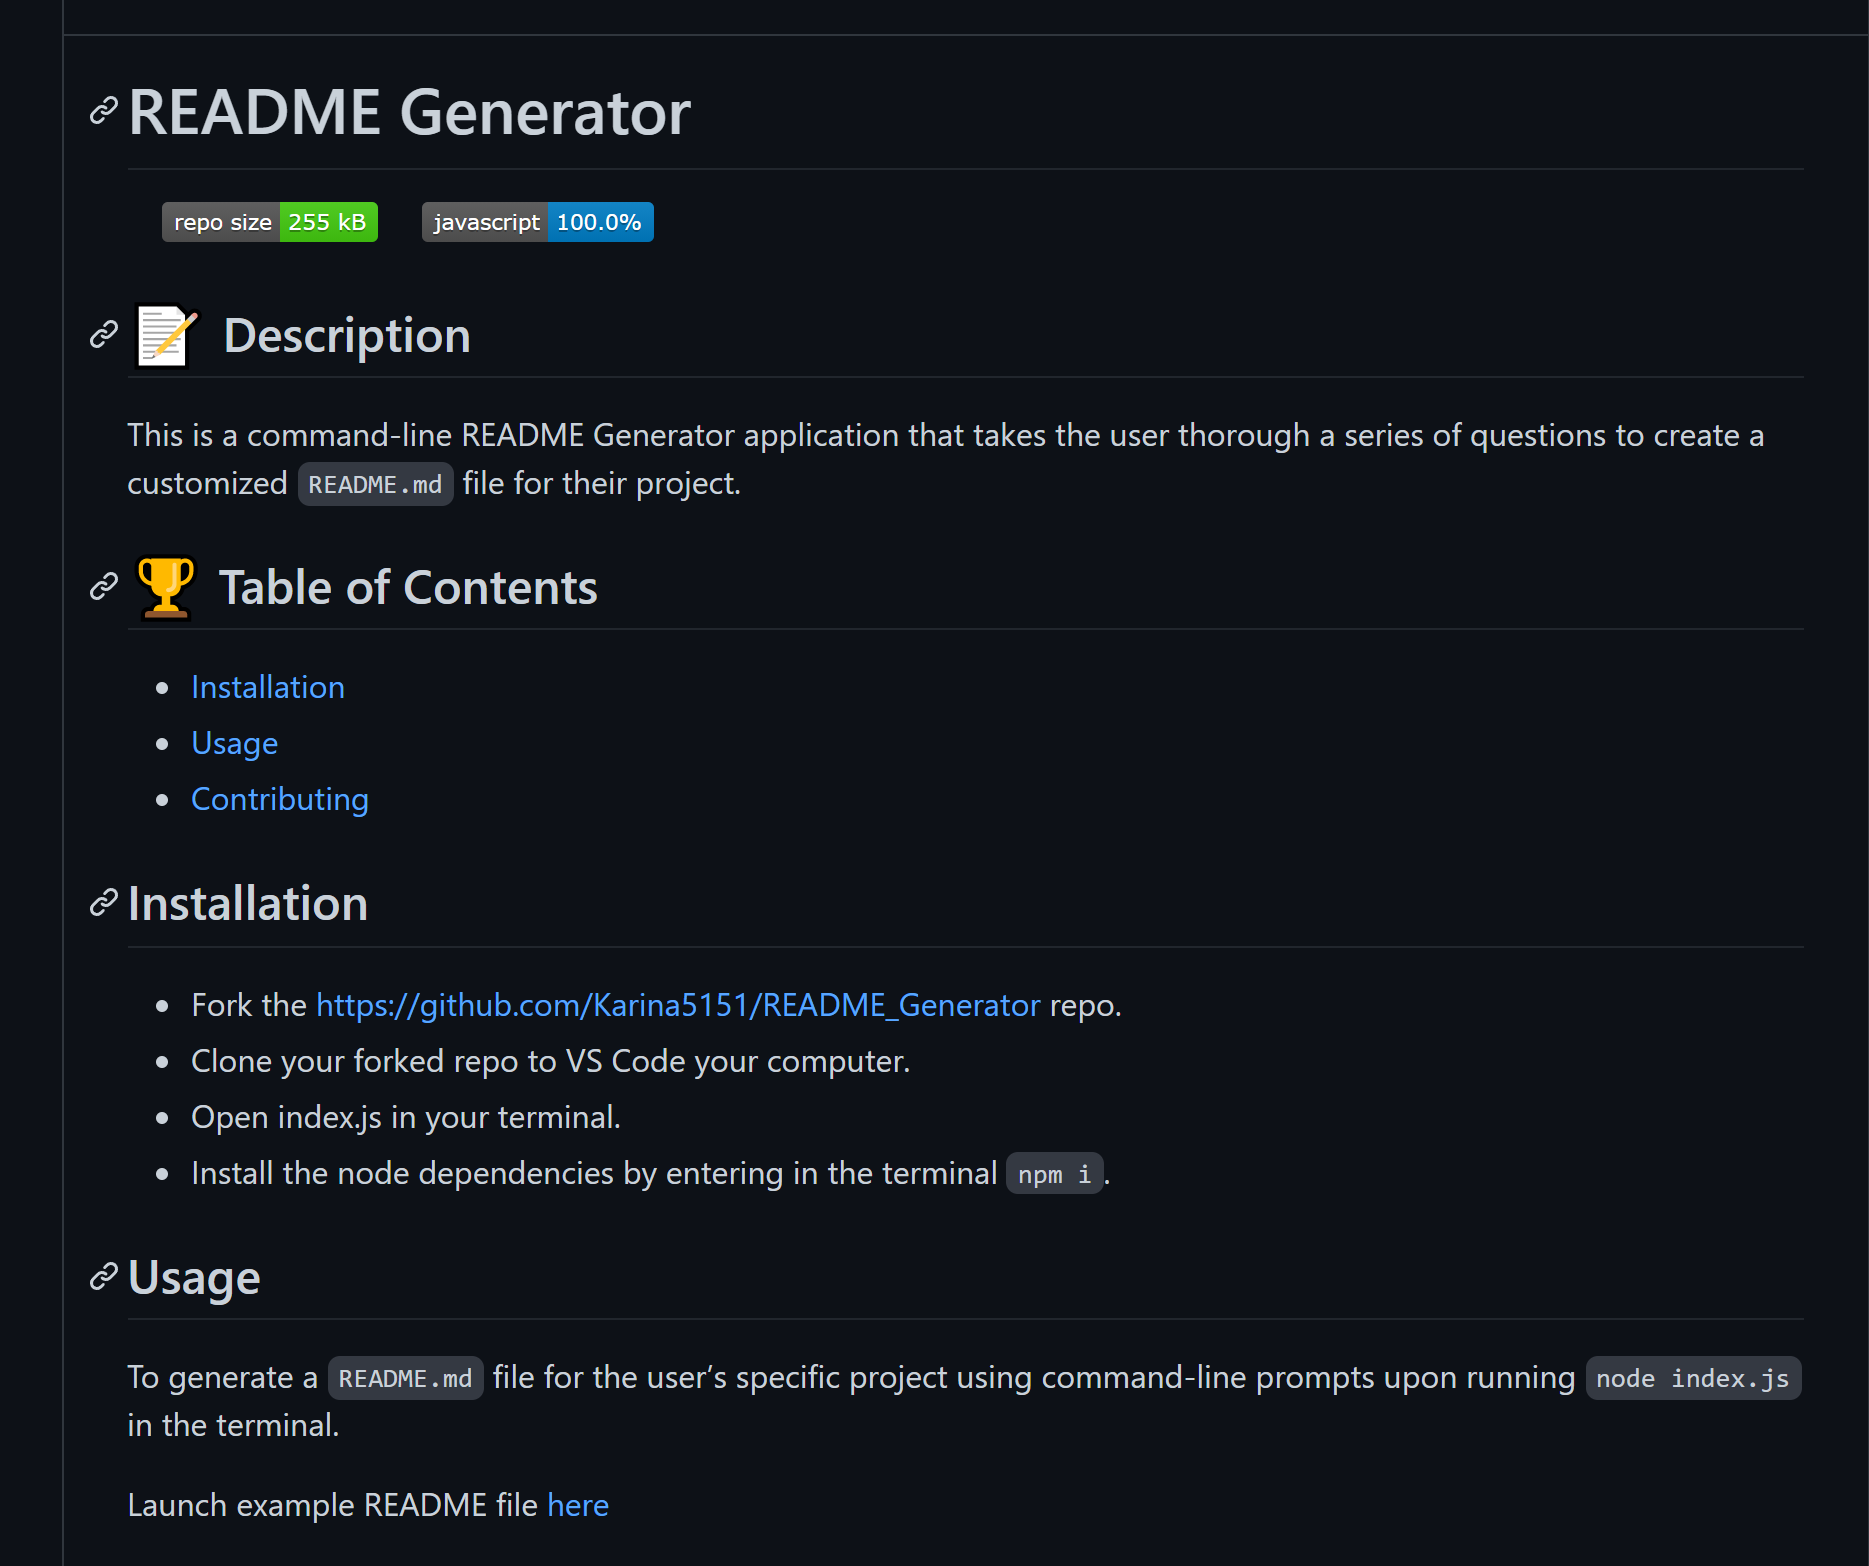 README Generator
repo size 255 kB javascript 100.0%
Description
This is a command-line README Generator application that takes the user thorough a series of questions to create a
customized README.md file for their project.
Table of Contents
Installation
Usage
Contributing
Installation
Fork the https://github.com/Karina5151/README_Generator repo.
Clone your forked repo to VS Code your computer.
Open index.js in your terminal.
Install the node dependencies by entering in the terminal npm i.
Usage
To generate a README.md file for the user’s specific project using command-line prompts upon running node index.js
in the terminal.
Launch example README file here